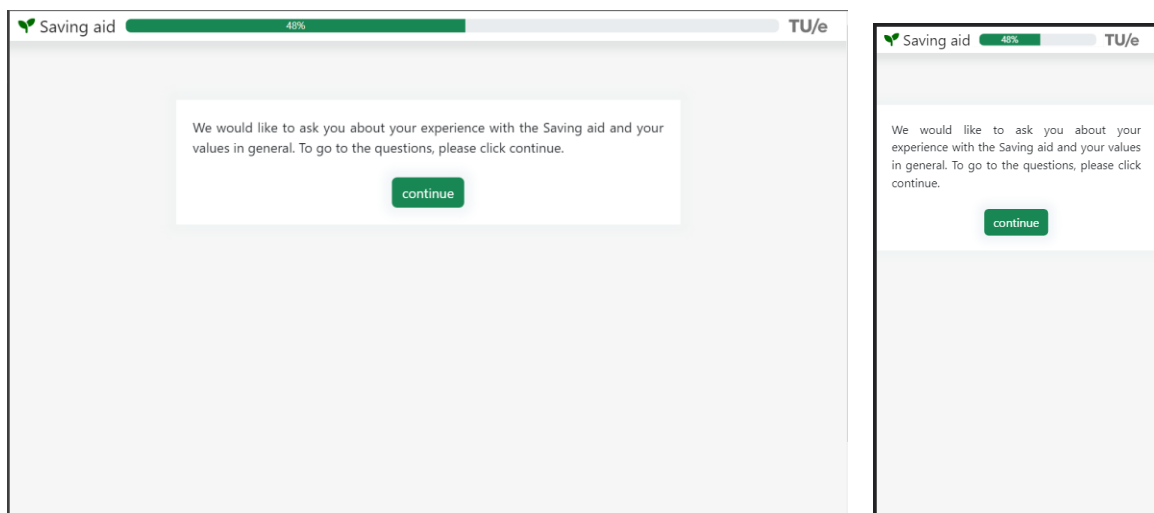 Saving aid 48% TU/e
We would like to ask you about your experience with the Saving aid and your
values in general. To go to the questions, please click continue.
continue
Saving aid 48% TU/e
We would like to ask you about your
experience with the Saving aid and your values
in general. To go to the questions, please click
continue.
continue